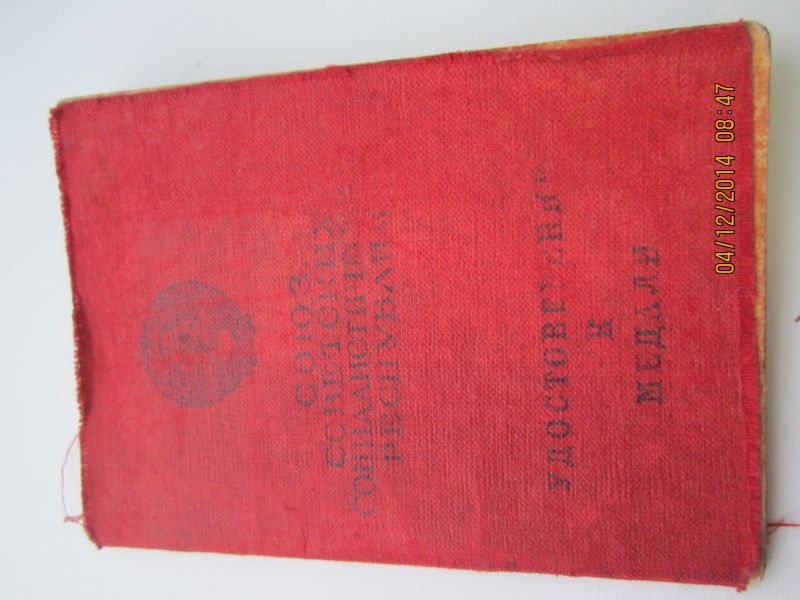 СОЮЗ
СОВЕТСКИХ
СОЦИАЛИСТИЧЕСКИХ
РЕСПУБЛИК
УДОСТОВЕРЕНИЕ
К
МЕДАЛИ
04/12/2014 08:47